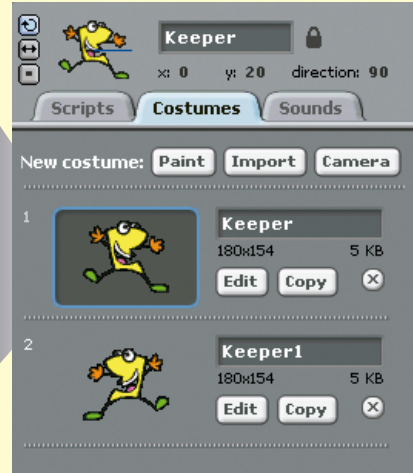 Keeper
x: 0 y: 20 direction: 90
Scripts Costumes Sounds
New costume: Paint Import Camera
1
Keeper
180x154 5 KB
Edit Copy
2
Keeper1
180x154 5 KB
Edit Copy